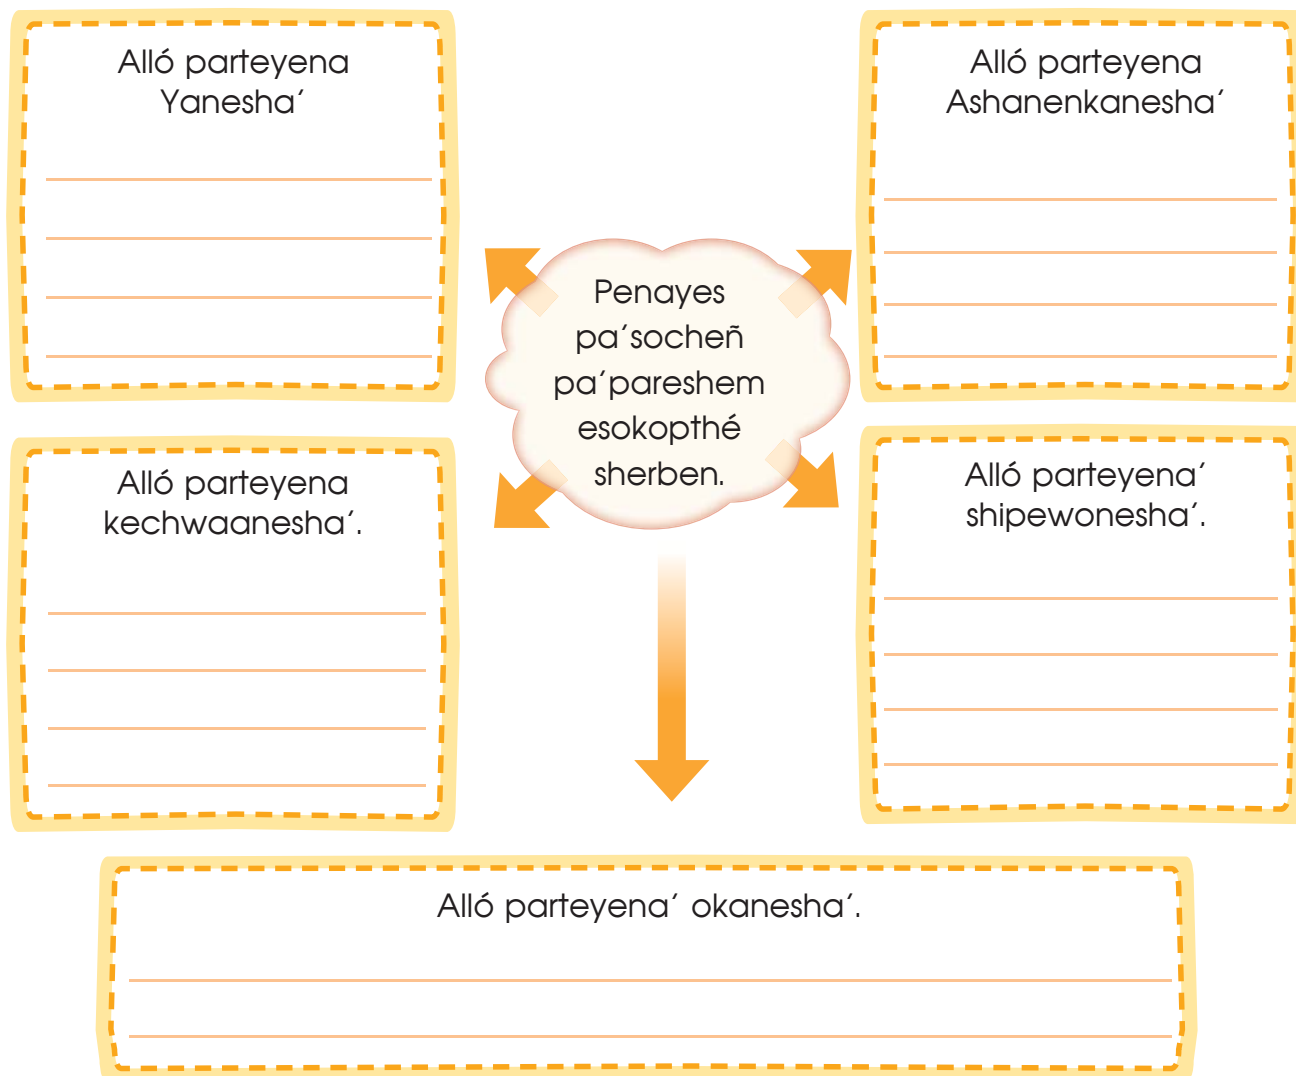 Alló parteyena
Yanesha’
Alló parteyena
Ashanenkanesha’
Penayes
pa’socheñ
pa’pareshem
esokopthé
sherben.
Alló parteyena
kechwaanesha’.
Alló parteyena’
shipewonesha’.
Alló parteyena’ okanesha’.